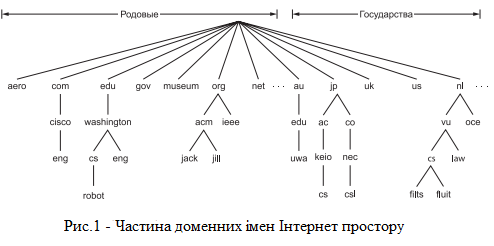 Родовые Государства
aero com edu gov museum org net ... au jp uk us nl ...
cisco washington acm ieee edu ac co vu oce
eng cs eng jack jill uwa keio nec cs law
robot cs csl filts fluit
Рис.1 - Частина доменних імен Інтернет простору